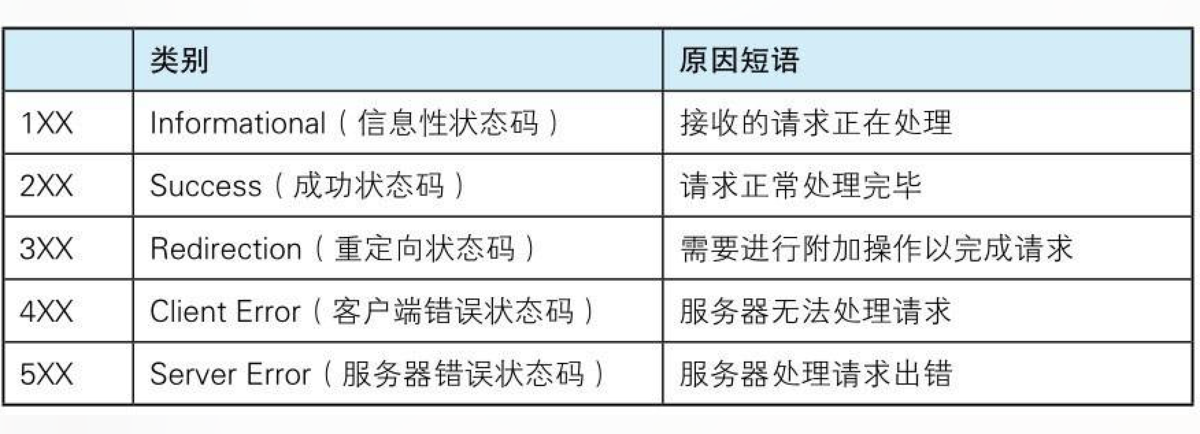 类别 原因短语
1XX Informational（信息性状态码） 接收的请求正在处理
2XX Success（成功状态码） 请求正常处理完毕
3XX Redirection（重定向状态码） 需要进行附加操作以完成请求
4XX Client Error（客户端错误状态码） 服务器无法处理请求
5XX Server Error（服务器错误状态码） 服务器处理请求出错